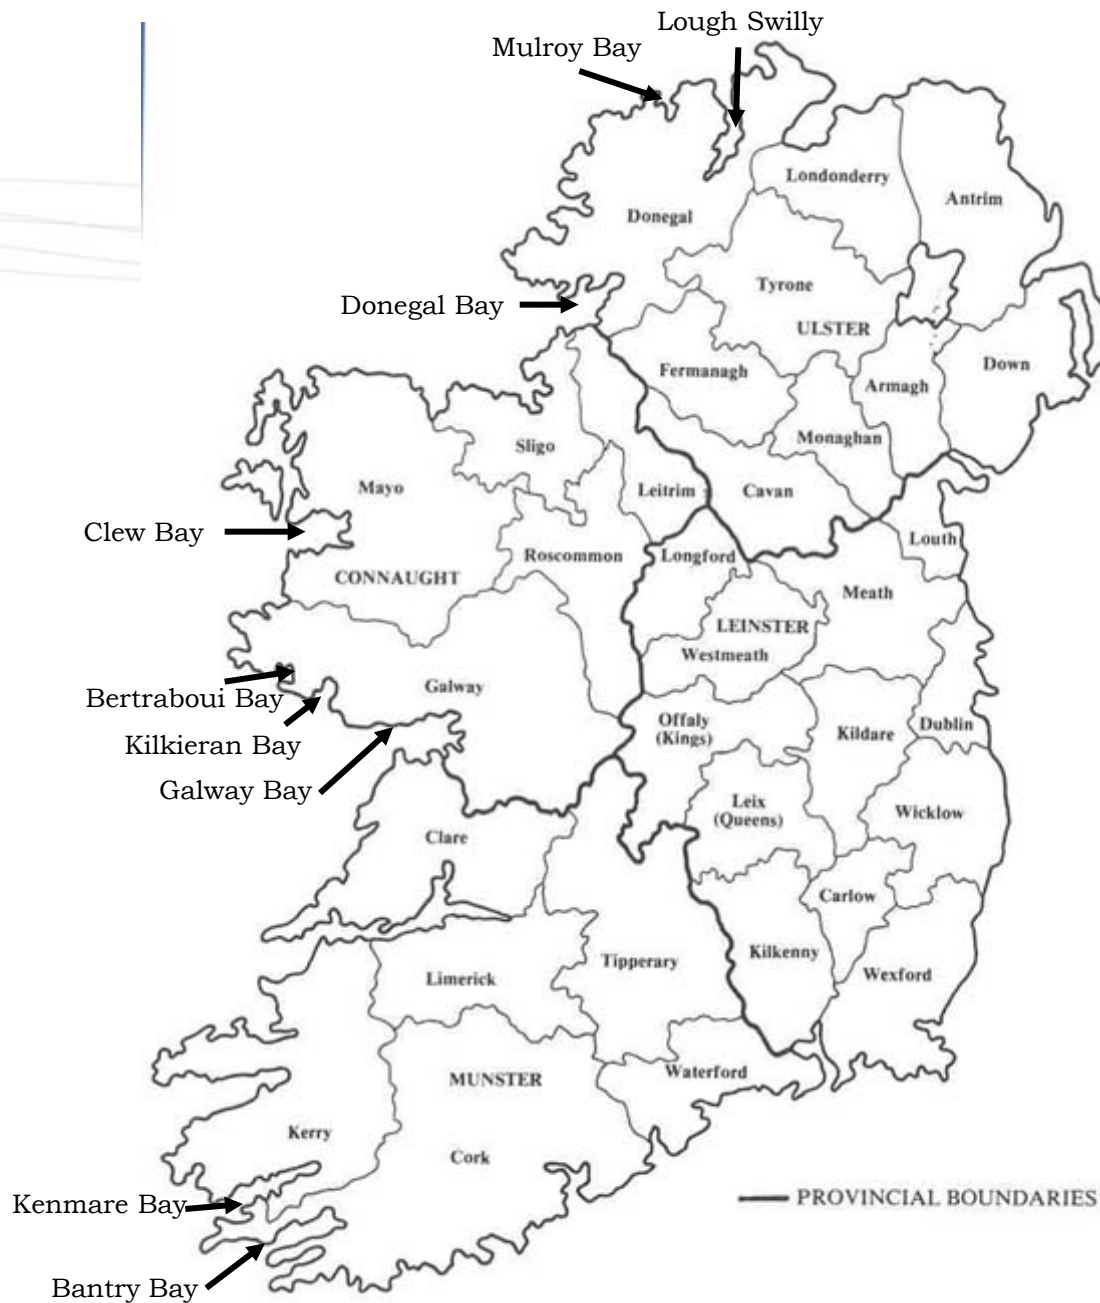 Lough Swilly
Mulroy Bay
Londonderry
Antrim
Donegal
Tyrone
Donegal Bay
ULSTER
Down
Fermanagh
Armagh
Monaghan
Sligo
Mayo
Leitrim
Cavan
Clew Bay
Louth
Roscommon
Longford
CONNAUGHT
Meath
LEINSTER
Westmeath
Galway
Bertraboui Bay
Offaly
(Kings)
Dublin
Kildare
Kilkieran Bay
Galway Bay
Leix
(Queens)
Wicklow
Clare
Carlow
Kilkenny
Tipperary
Wexford
Limerick
Waterford
MUNSTER
Kerry
Cork
PROVINCIAL BOUNDARIES
Kenmare Bay
Bantry Bay